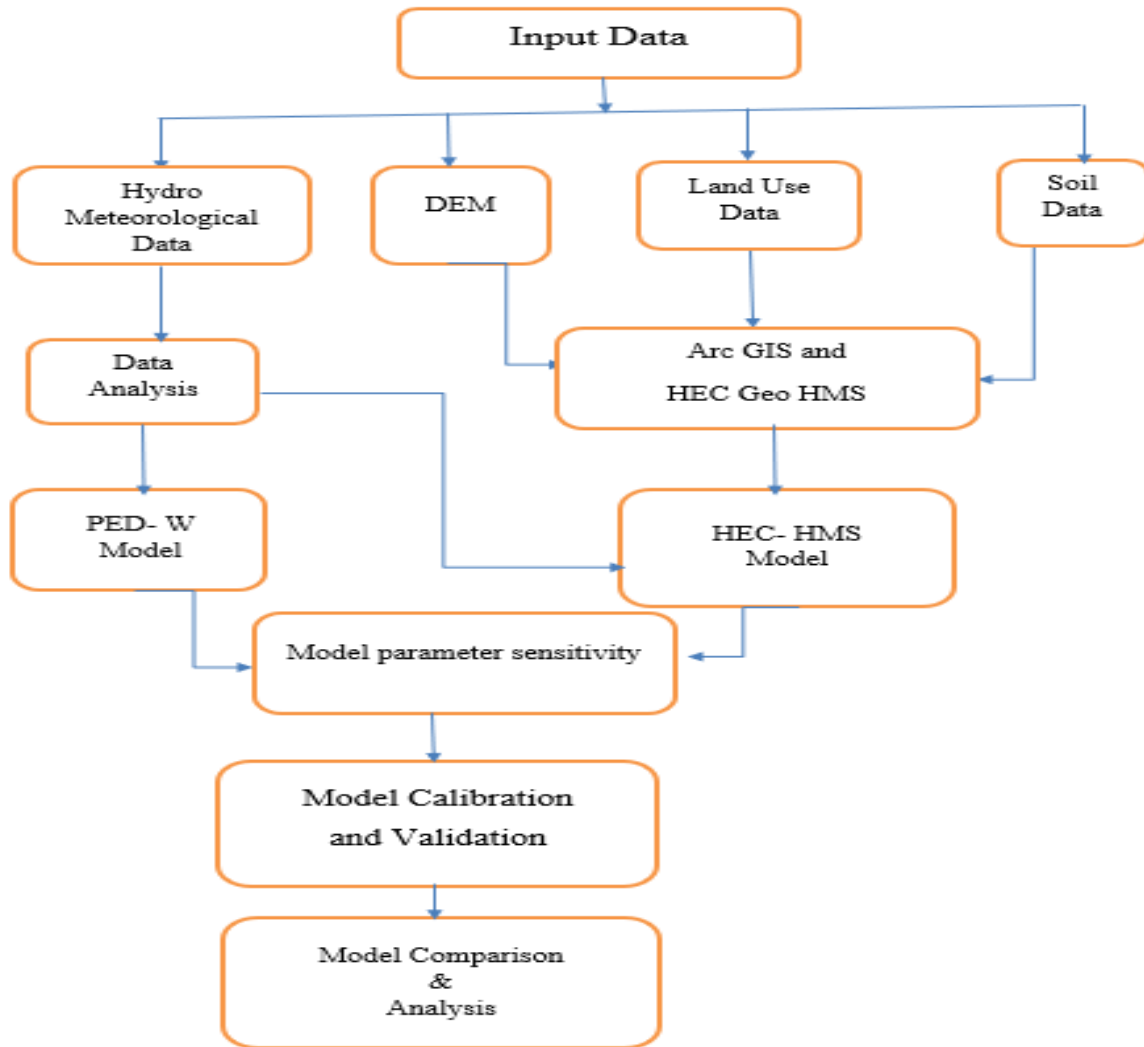 Input Data
Hydro
Meteorological
Data
DEM
Land Use
Data
Soil
Data
Data
Analysis
Arc GIS and
HEC Geo HMS
PED- W
Model
HEC- HMS
Model
Model parameter sensitivity
Model Calibration
and Validation
Model Comparison
&
Analysis